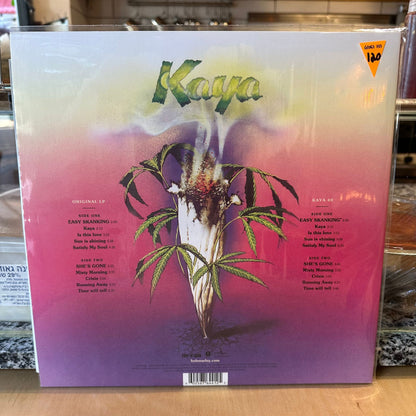 Kaya
120
ORIGINAL LP
SIDE ONE
EASY SKANKING
Kaya
Is this love
Sun is shining
Satisfy My Soul
SIDE TWO
SHE'S GONE
Misty Morning
Crisis
Running Away
Time will tell
KAYA 40
SIDE ONE
EASY SKANKING
Kaya
Is this love
Sun is shining
Satisfy My Soul
SIDE TWO
SHE'S GONE
Misty Morning
Crisis
Running Away
Time will tell
bobmarley.com
29%